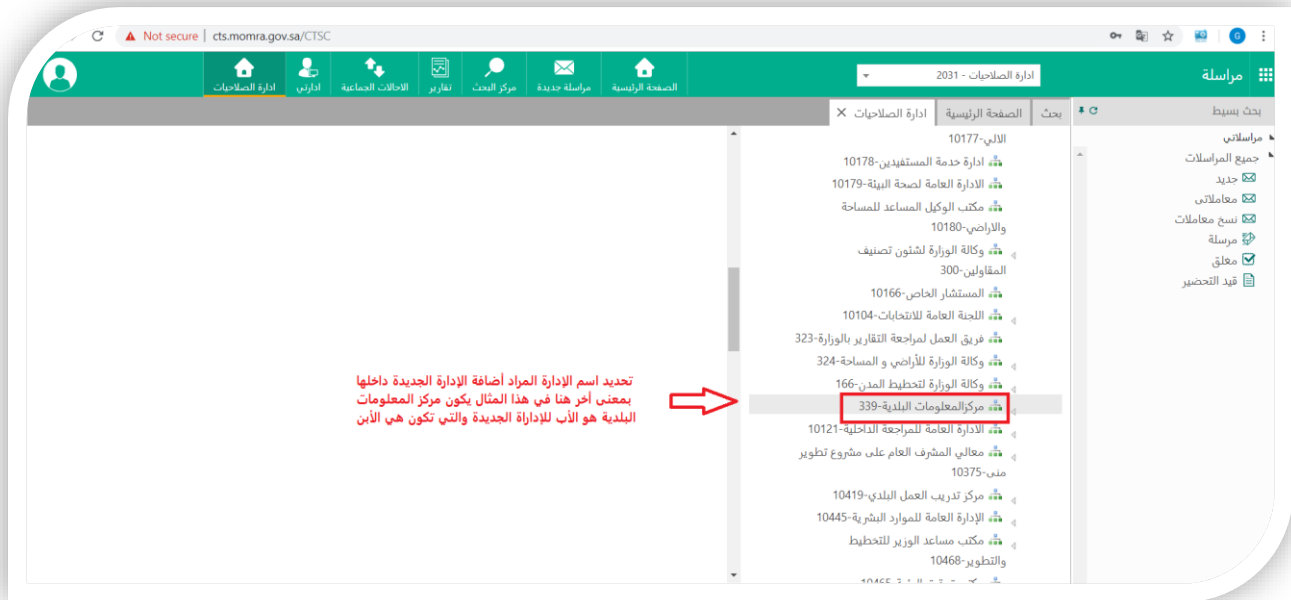 Not secure | cts.momra.gov.sa/CTSC
G
مراسلة
ادارة الصلاحيات - 2031
الصفحة الرئيسية
مراسلة جديدة
مركز البحث
تقارير
الاحالات الجماعية
ادارتي
ادارة الصلاحيات
بحث بسيط
بحث
الصفحة الرئيسية
ادارة الصلاحيات
مراسلاتي
جميع المراسلات
جديد
معاملاتي
نسخ معاملات
مرسلة
معلق
قيد التحضير
الالي-10177
ادارة خدمة المستفيدين-10178
الادارة العامة لصحة البيئة-10179
مكتب الوكيل المساعد للمساحة
والاراضي-10180
وكالة الوزارة لشئون تصنيف
المقاولين-300
المستشار الخاص-10166
اللجنة العامة للانتخابات-10104
فريق العمل لمراجعة التقارير بالوزارة-323
وكالة الوزارة للأراضي و المساحة-324
وكالة الوزارة لتخطيط المدن-166
مركزالمعلومات البلدية-339
الادارة العامة للمراجعة الداخلية-10121
معالي المشرف العام على مشروع تطوير
منى-10375
مركز تدريب العمل البلدي-10419
الإدارة العامة للموارد البشرية-10445
مكتب مساعد الوزير للتخطيط
والتطوير-10468
تحديد اسم الإدارة المراد أضافة الإدارة الجديدة داخلها
بمعنى أخر هنا في هذا المثال يكون مركز المعلومات
البلدية هو الأب للإداراة الجديدة والتي تكون هي الأبن